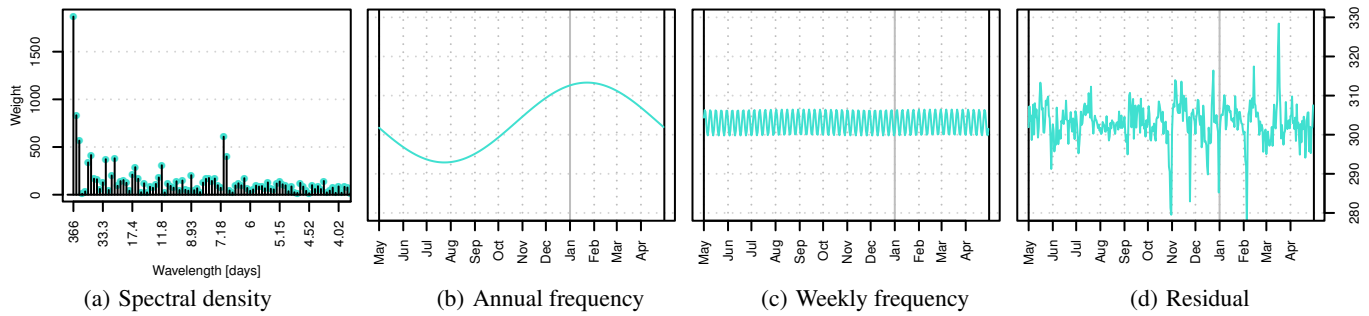 Weight
0
500
1000
1500
366
33.3
17.4
11.8
8.93
7.18
6
5.15
4.52
4.02
Wavelength [days]
May
Jun
Jul
Aug
Sep
Oct
Nov
Dec
Jan
Feb
Mar
Apr
May
Jun
Jul
Aug
Sep
Oct
Nov
Dec
Jan
Feb
Mar
Apr
May
Jun
Jul
Aug
Sep
Oct
Nov
Dec
Jan
Feb
Mar
Apr
280
290
300
310
320
330
(a) Spectral density
(b) Annual frequency
(c) Weekly frequency
(d) Residual